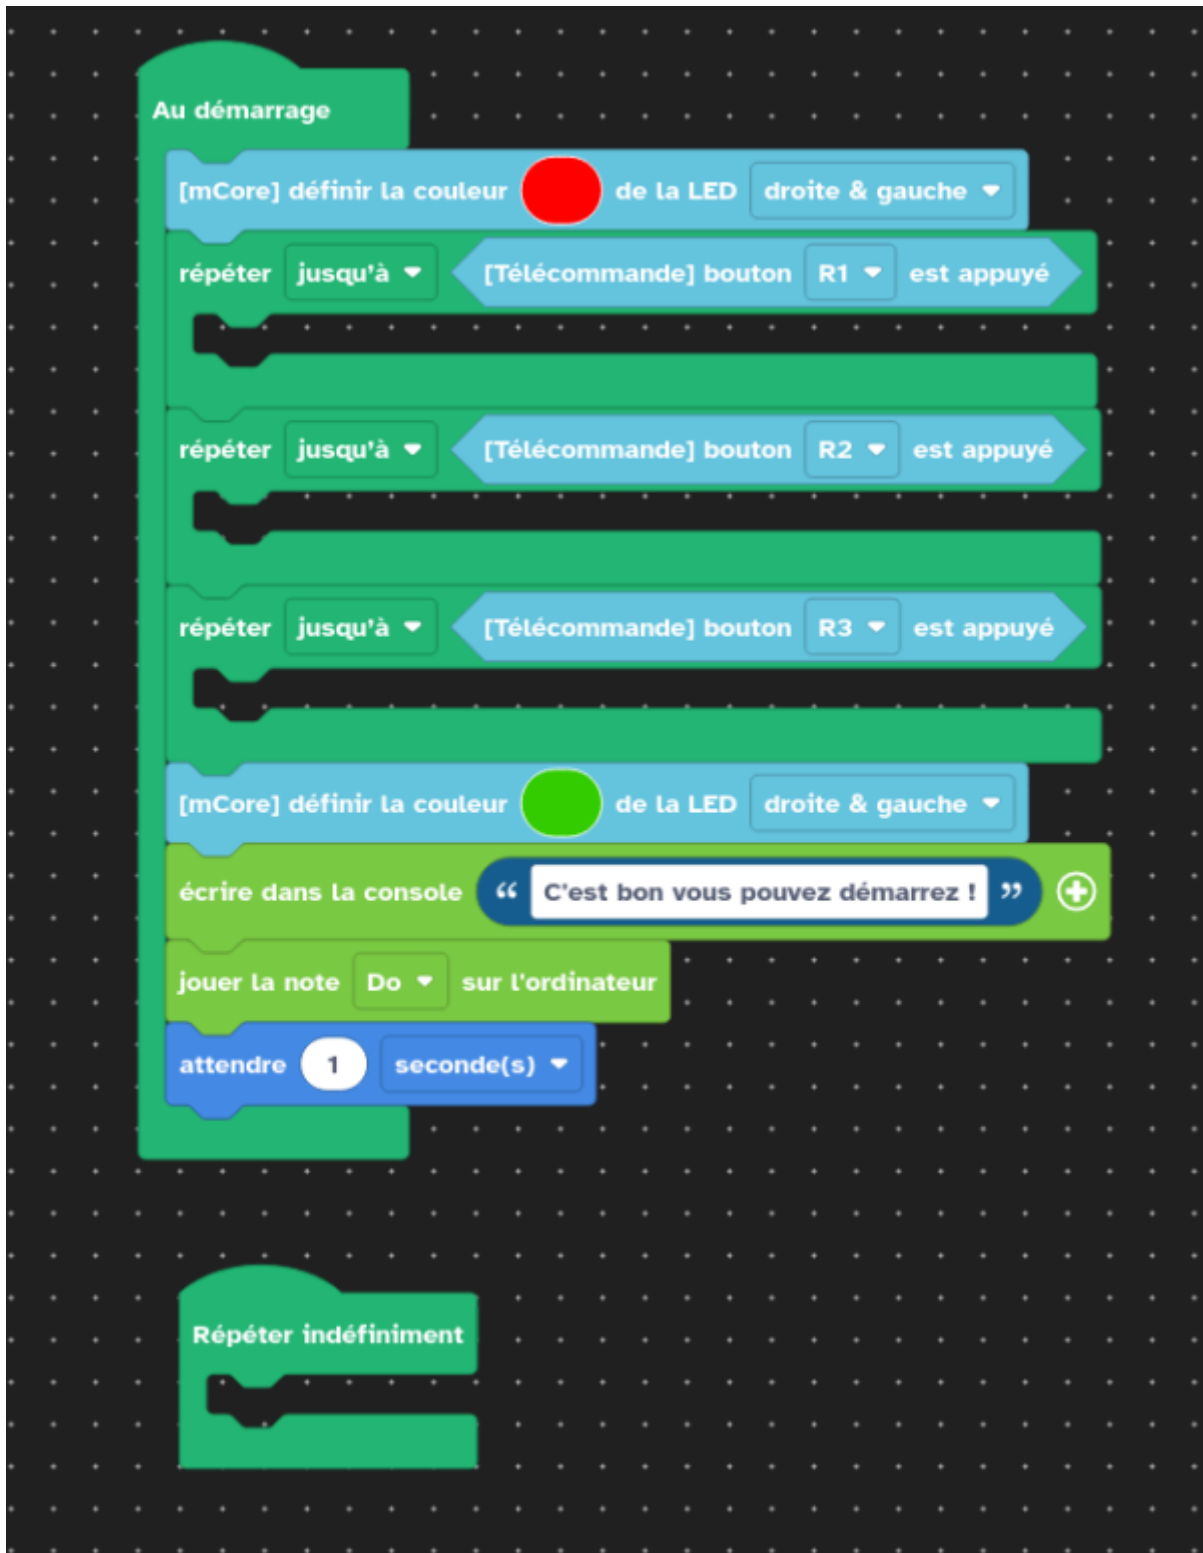 Au démarrage
[mCore] définir la couleur de la LED droite & gauche
répéter jusqu'à [Télécommande] bouton R1 est appuyé
répéter jusqu'à [Télécommande] bouton R2 est appuyé
répéter jusqu'à [Télécommande] bouton R3 est appuyé
[mCore] définir la couleur de la LED droite & gauche
écrire dans la console “ C'est bon vous pouvez démarrez ! ”
jouer la note Do sur l'ordinateur
attendre 1 seconde(s)
Répéter indéfiniment